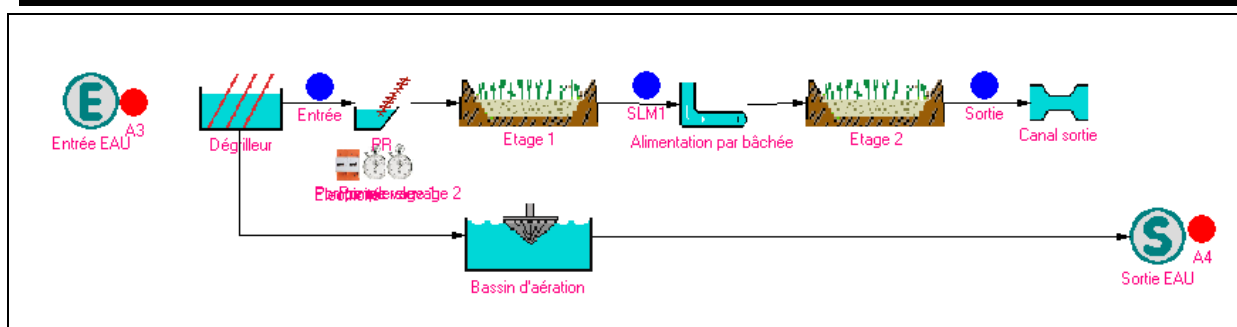 E
A3
Entrée EAU
Dégrilleur
Entrée
PR
Etage 1
SLM1
Alimentation par bâchée
Etage 2
Sortie
Canal sortie
2
Bassin d'aération
S
A4
Sortie EAU